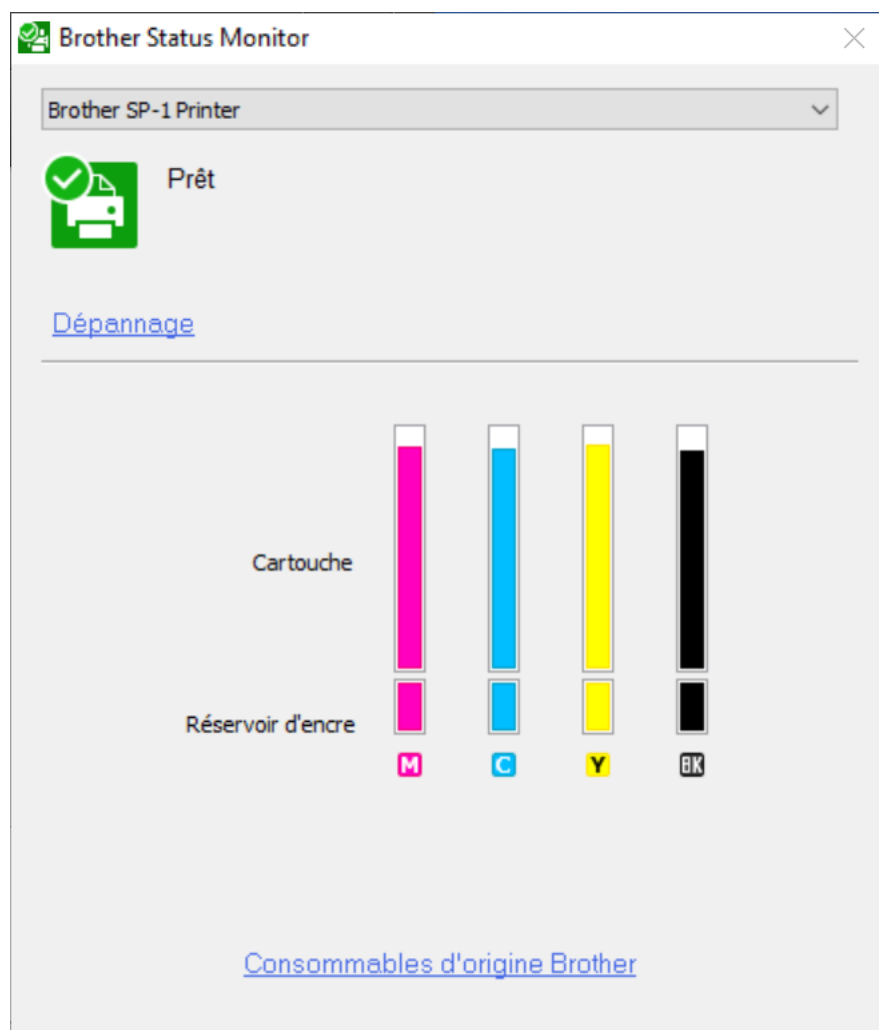 Brother Status Monitor
Brother SP-1 Printer
Prêt
Dépannage
Cartouche
Réservoir d'encre
M C Y BK
Consommables d'origine Brother